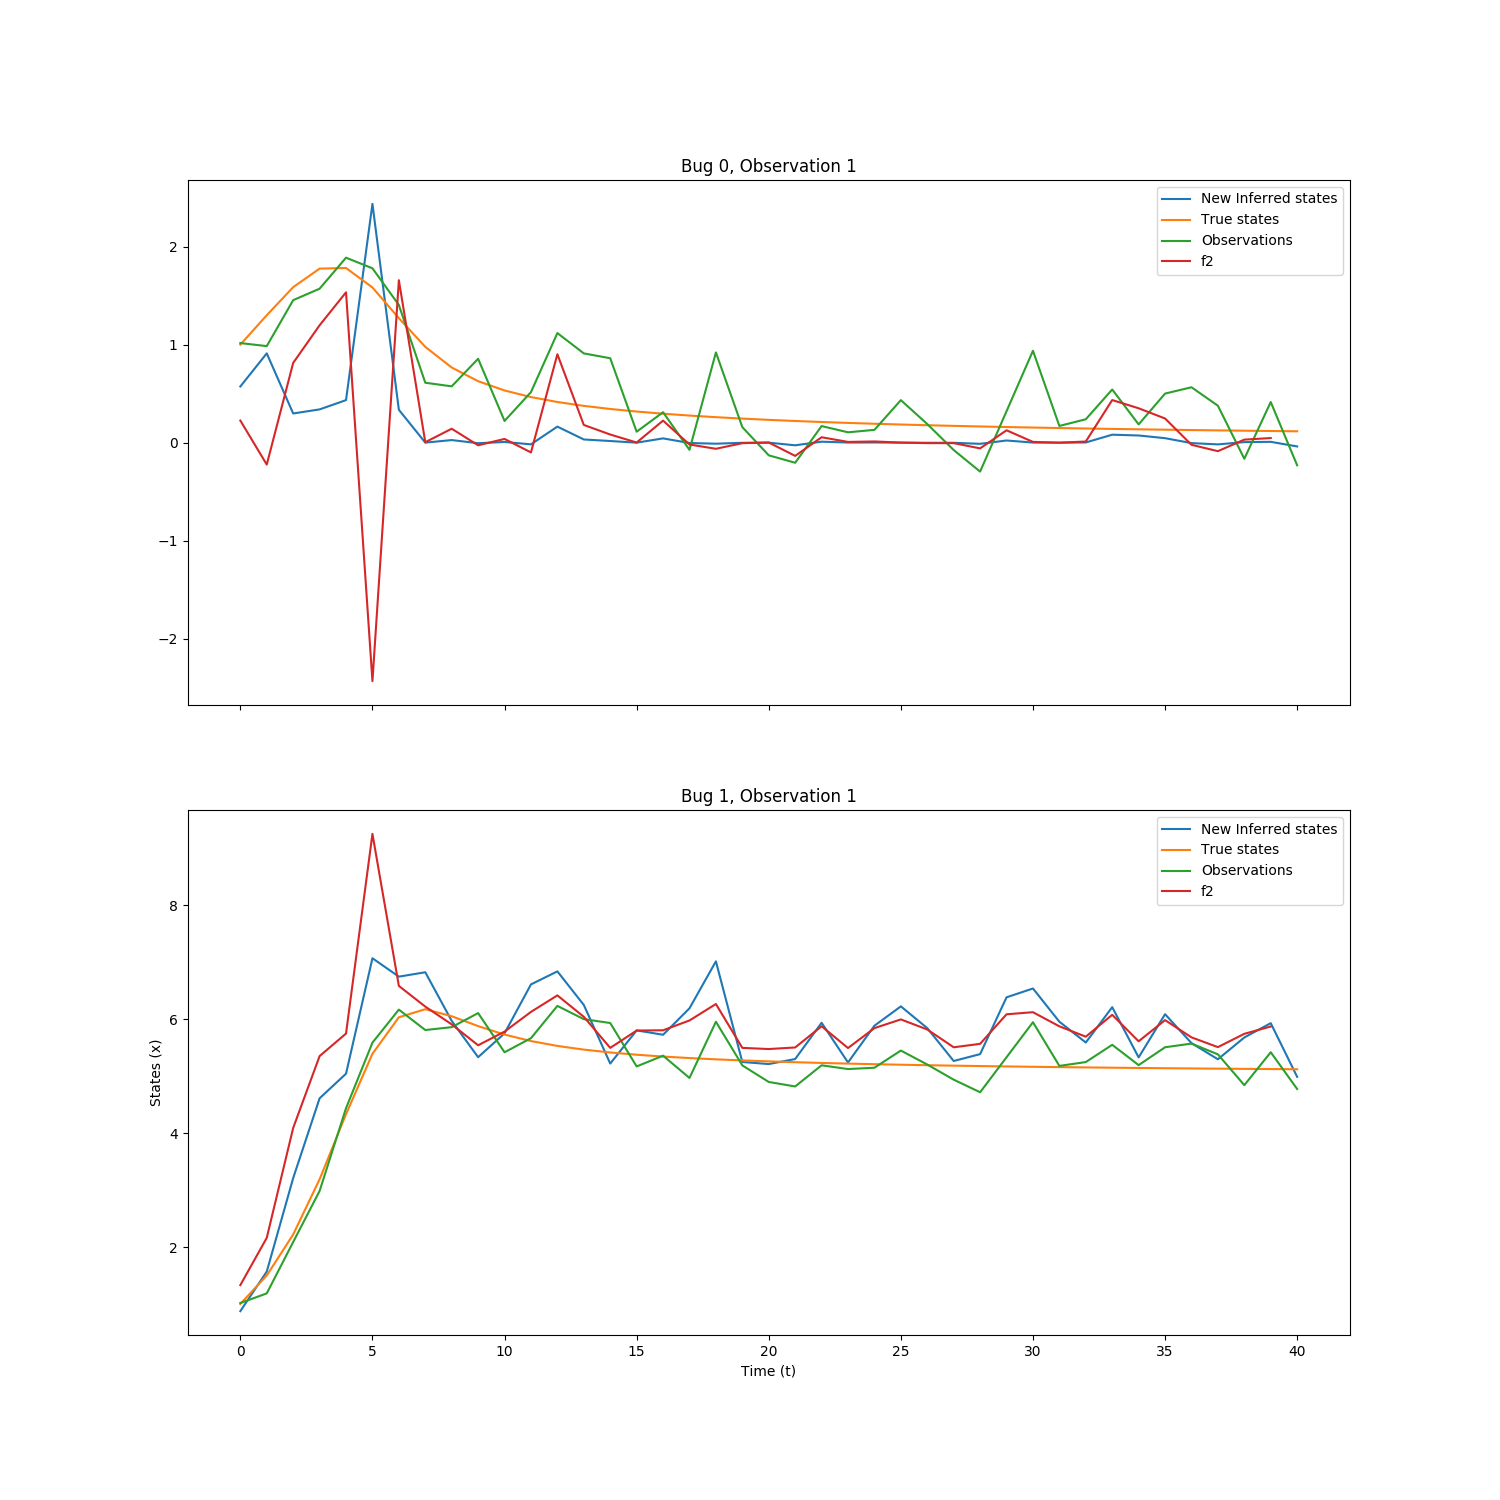 Bug 0, Observation 1
New Inferred states
True states
Observations
f2
2
1
0
−1
−2
Bug 1, Observation 1
New Inferred states
True states
Observations
f2
8
6
4
2
States (x)
0 5 10 15 20 25 30 35 40
Time (t)